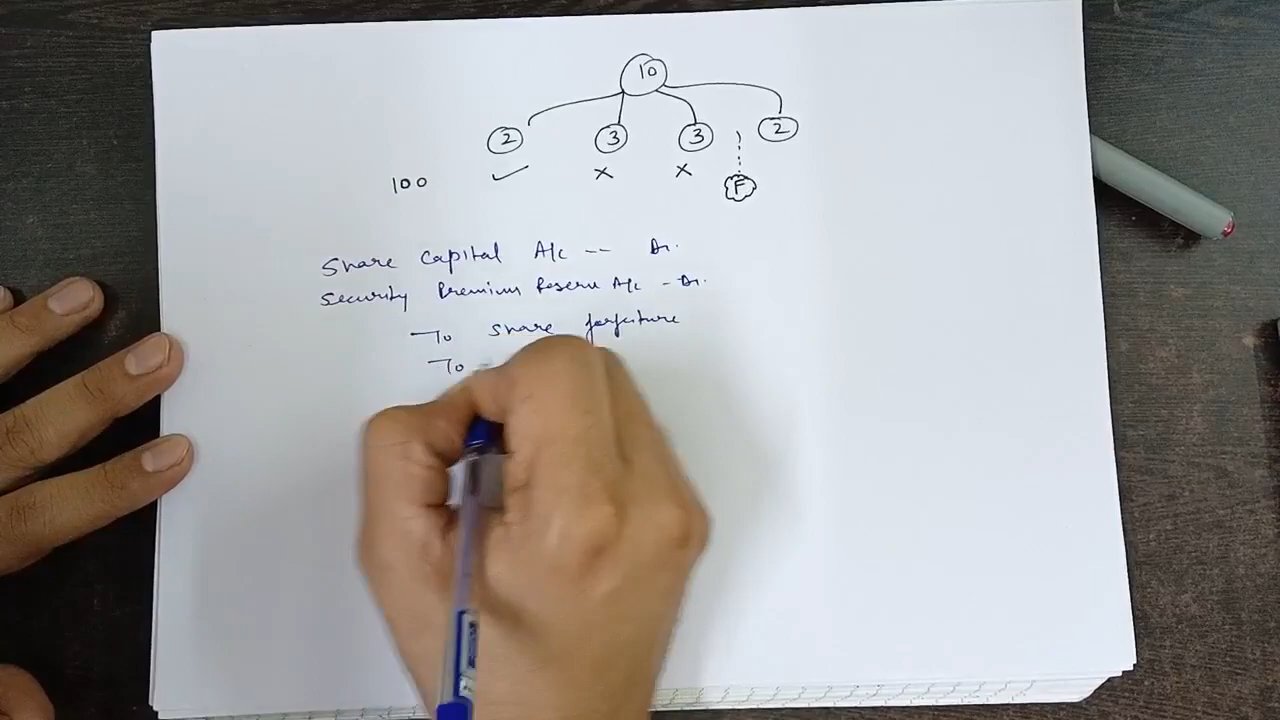 10
2 3 3 2
100 ✓ x x F
Share Capital A/c -- Dr.
Security Premium Reserve A/c - Dr.
To share forfeiture
To